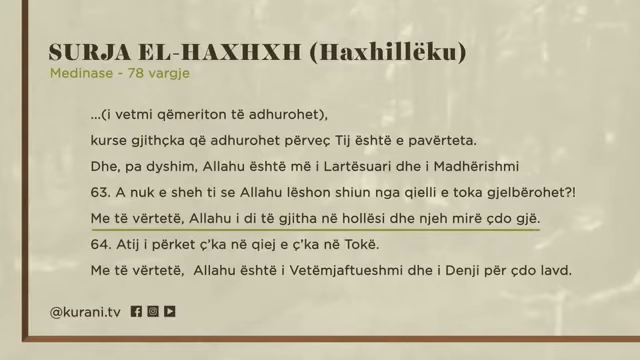 SURJA EL-HAXHXH (Haxhillëku)
Medinase - 78 vargje
...(i vetmi qëmeriton të adhurohet),
kurse gjithçka që adhurohet përveç Tij është e pavërteta.
Dhe, pa dyshim, Allahu është më i Lartësuari dhe i Madhërishmi
63. A nuk e sheh ti se Allahu lëshon shiun nga qielli e toka gjelbërohet?!
Me të vërtetë, Allahu i di të gjitha në hollësi dhe njeh mirë çdo gjë.
64. Atij i përket ç'ka në qiej e ç'ka në Tokë.
Me të vërtetë, Allahu është i Vetëmjaftueshmi dhe i Denji për çdo lavd.
@kurani.tv